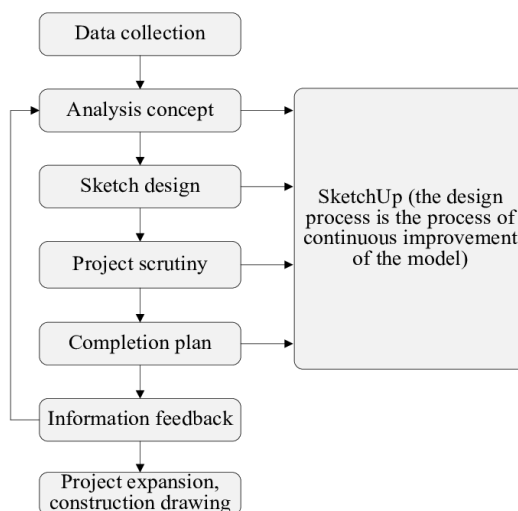 Data collection
Analysis concept
Sketch design
Project scrutiny
Completion plan
Information feedback
Project expansion,
construction drawing
SketchUp (the design
process is the process of
continuous improvement
of the model)